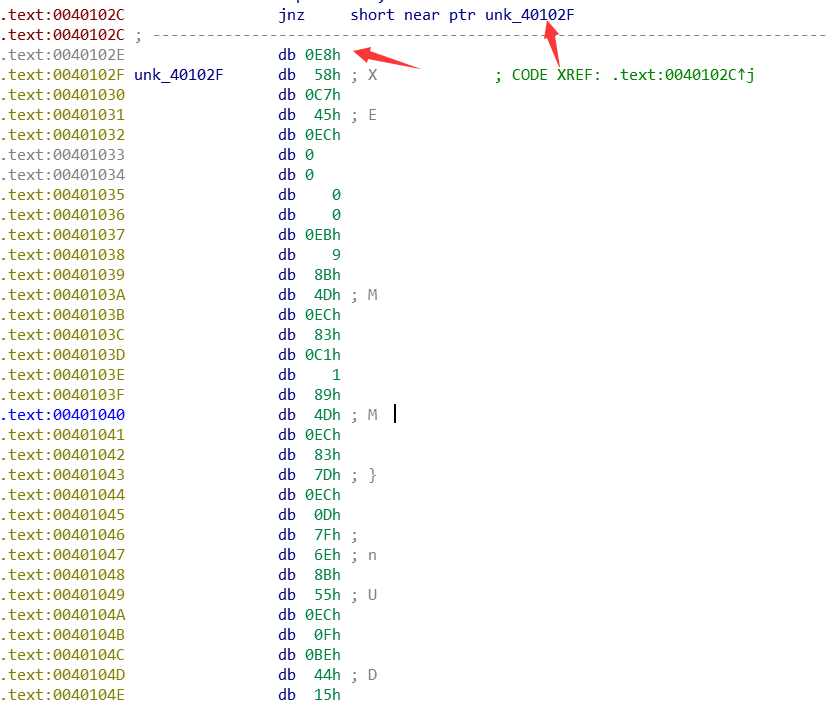 .text:0040102C                 jnz     short near ptr unk_40102F
.text:0040102C ; ---------------------------------------------------------------------------
.text:0040102E                 db 0E8h
.text:0040102F unk_40102F      db  58h ; X             ; CODE XREF: .text:0040102C↑j
.text:00401030                 db 0C7h
.text:00401031                 db  45h ; E
.text:00401032                 db 0ECh
.text:00401033                 db 0
.text:00401034                 db 0
.text:00401035                 db    0
.text:00401036                 db    0
.text:00401037                 db 0EBh
.text:00401038                 db    9
.text:00401039                 db  8Bh
.text:0040103A                 db  4Dh ; M
.text:0040103B                 db 0ECh
.text:0040103C                 db  83h
.text:0040103D                 db 0C1h
.text:0040103E                 db    1
.text:0040103F                 db  89h
.text:00401040                 db  4Dh ; M
.text:00401041                 db 0ECh
.text:00401042                 db  83h
.text:00401043                 db  7Dh ; }
.text:00401044                 db 0ECh
.text:00401045                 db  0Dh
.text:00401046                 db  7Fh ;
.text:00401047                 db  6Eh ; n
.text:00401048                 db  8Bh
.text:00401049                 db  55h ; U
.text:0040104A                 db 0ECh
.text:0040104B                 db  0Fh
.text:0040104C                 db 0BEh
.text:0040104D                 db  44h ; D
.text:0040104E                 db  15h